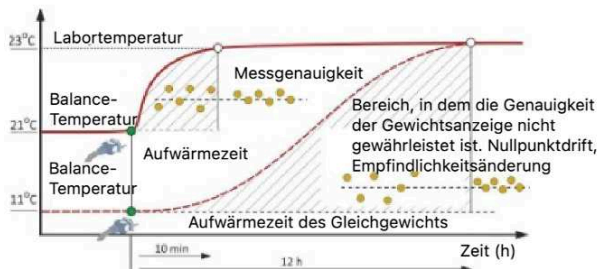 23°C
Labortemperatur
Messgenauigkeit
Balance-
Temperatur
21°C
Aufwärmezeit
Bereich, in dem die Genauigkeit
der Gewichtsanzeige nicht
gewährleistet ist. Nullpunktdrift,
Empfindlichkeitsänderung
Balance-
Temperatur
11°C
Aufwärmezeit des Gleichgewichts
10 min
Zeit (h)
12 h